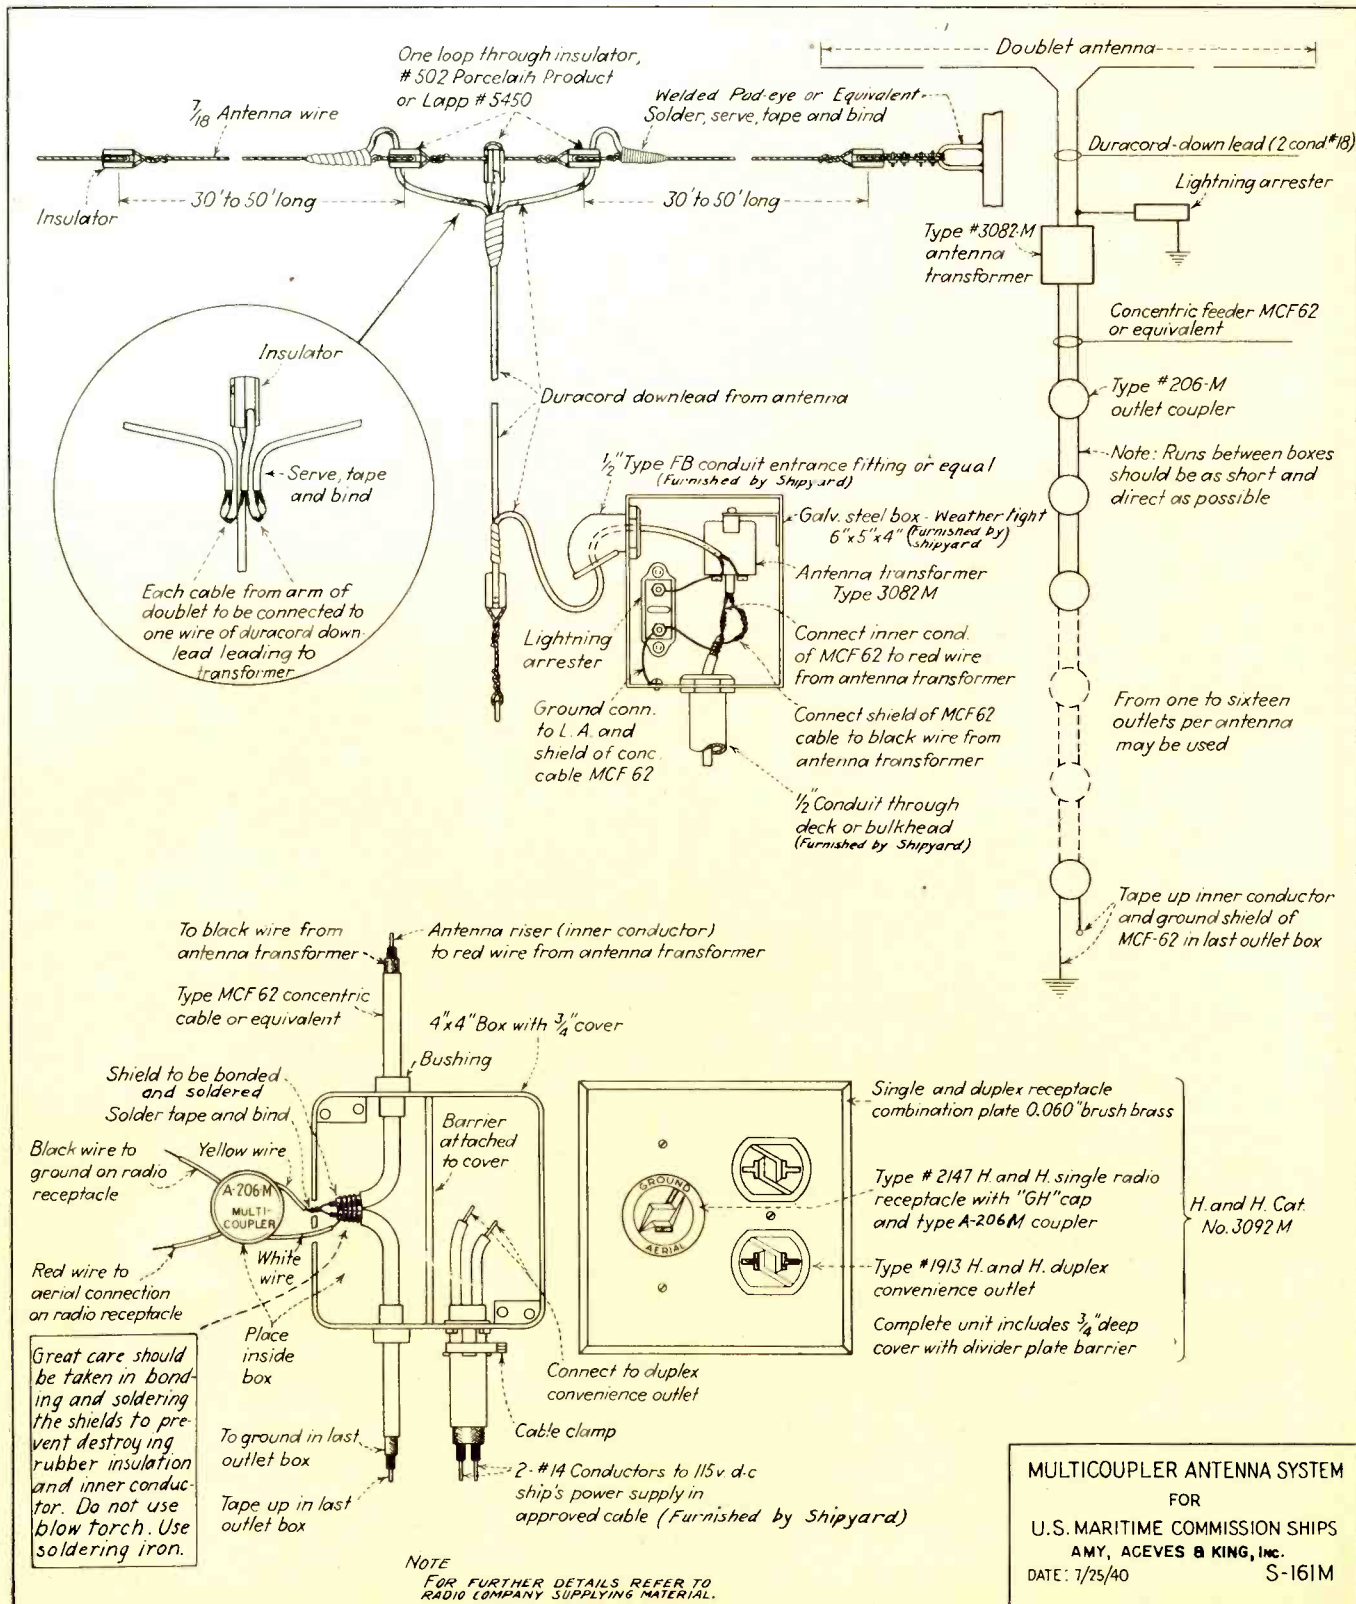 One loop through insulator,
#502 Porcelain Product
or Lapp #5450
7/18 Antenna wire
Insulator
30' to 50' long
Welded Pad-eye or Equivalent
Solder, serve, tape and bind
30' to 50' long
Doublet antenna
Duracord-down lead (2 cond #18)
Lightning arrester
Type #3082-M
antenna
transformer
Concentric feeder MCF62
or equivalent
Type #206-M
outlet coupler
Note: Runs between boxes
should be as short and
direct as possible
From one to sixteen
outlets per antenna
may be used
Tape up inner conductor
and ground shield of
MCF-62 in last outlet box
Insulator
Serve, tape
and bind
Each cable from arm of
doublet to be connected to
one wire of duracord down-
lead leading to
transformer
Duracord downlead from antenna
1/2" Type FB conduit entrance fitting or equal
(Furnished by Shipyard)
Galv. steel box - Weather tight
6"x5"x4" (Furnished by
shipyard)
Antenna transformer
Type 3082M
Lightning
arrester
Connect inner cond.
of MCF62 to red wire
from antenna transformer
Ground conn.
to L.A. and
shield of conc.
cable MCF 62
Connect shield of MCF62
cable to black wire from
antenna transformer
1/2" Conduit through
deck or bulkhead
(Furnished by Shipyard)
To black wire from
antenna transformer
Antenna riser (inner conductor)
to red wire from antenna transformer
Type MCF62 concentric
cable or equivalent
4"x4" Box with 3/4" cover
Bushing
Shield to be bonded
and soldered
Solder tape and bind
Barrier
attached
to cover
Black wire to
ground on radio
receptacle
Yellow wire
A-206-M
MULTI-
COUPLER
White
wire
Red wire to
aerial connection
on radio receptacle
Place
inside
box
Great care should
be taken in bond-
ing and soldering
the shields to pre-
vent destroying
rubber insulation
and inner conduc-
tor. Do not use
blow torch. Use
soldering iron.
To ground in last
outlet box
Tape up in last
outlet box
Connect to duplex
convenience outlet
Cable clamp
2-#14 Conductors to 115v. d-c
ship's power supply in
approved cable (Furnished by Shipyard)
GROUND
AERIAL
Single and duplex receptacle
combination plate 0.060" brush brass
Type #2147 H. and H. single radio
receptacle with "GH" cap
and type A-206M coupler
Type #1913 H. and H. duplex
convenience outlet
Complete unit includes 3/4" deep
cover with divider plate barrier
H. and H. Cat.
No. 3092 M
NOTE
FOR FURTHER DETAILS REFER TO
RADIO COMPANY SUPPLYING MATERIAL.
MULTICOUPLER ANTENNA SYSTEM
FOR
U.S. MARITIME COMMISSION SHIPS
AMY, ACEVES & KING, INC.
DATE: 7/25/40 S-161M